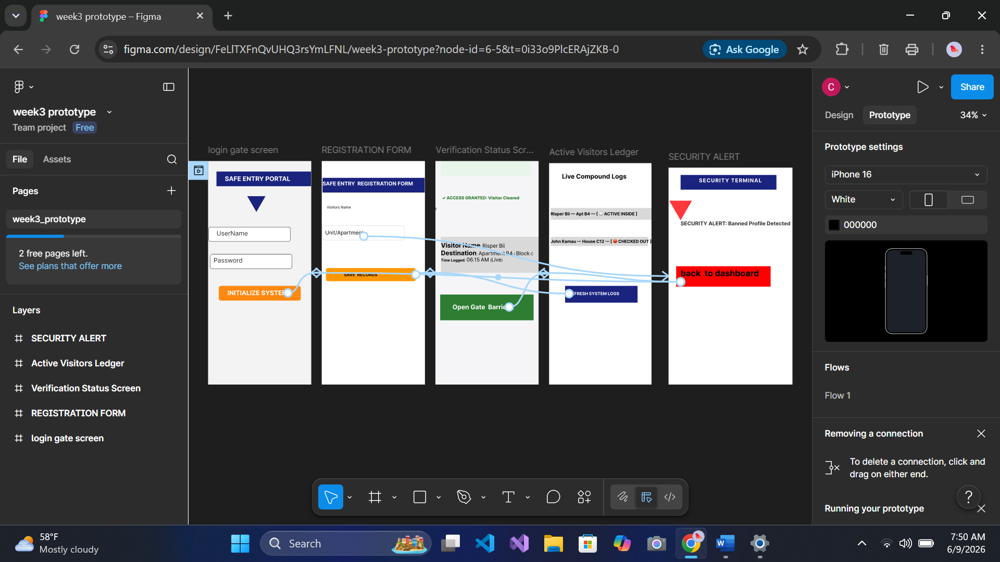 week3 prototype – Figma
figma.com/design/FeLlTXFnQvUHQ3rsYmLFNL/week3-prototype?node-id=6-5&t=0i33o9PlcERAjZKB-0
Ask Google
week3 prototype
Team project Free
File Assets
Pages
week3_prototype
2 free pages left.
See plans that offer more
Layers
SECURITY ALERT
Active Visitors Ledger
Verification Status Screen
REGISTRATION FORM
login gate screen
login gate screen
SAFE ENTRY PORTAL
UserName
Password
INITIALIZE SYSTE
REGISTRATION FORM
SAFE ENTRY REGISTRATION FORM
Visitors Name
Unit/Apartment
SAVE RECORDS
Verification Status Scr...
✓ ACCESS GRANTED: Visitor Cleared
t
Visitor Name: Risper Bii
Destination: Apartment B4 / Block C
Time Logged: 06:15 AM (Live)
Open Gate Barrie
Active Visitors Ledger
Live Compound Logs
Risper Bii — Apt B4 — [ ⚪ ACTIVE INSIDE ]
John Kamau — House C12 — [ 🔴 CHECKED OUT ]
EFRESH SYSTEM LOGS
SECURITY ALERT
SECURITY TERMINAL
SECURITY ALERT: Banned Profile Detected
back to dashboard
C
Share
Design Prototype 34%
Prototype settings
iPhone 16
White
000000
Flows
Flow 1
Removing a connection
To delete a connection, click and
drag on either end.
Running your prototype
?
58°F
Mostly cloudy
Search
7:50 AM
6/9/2026